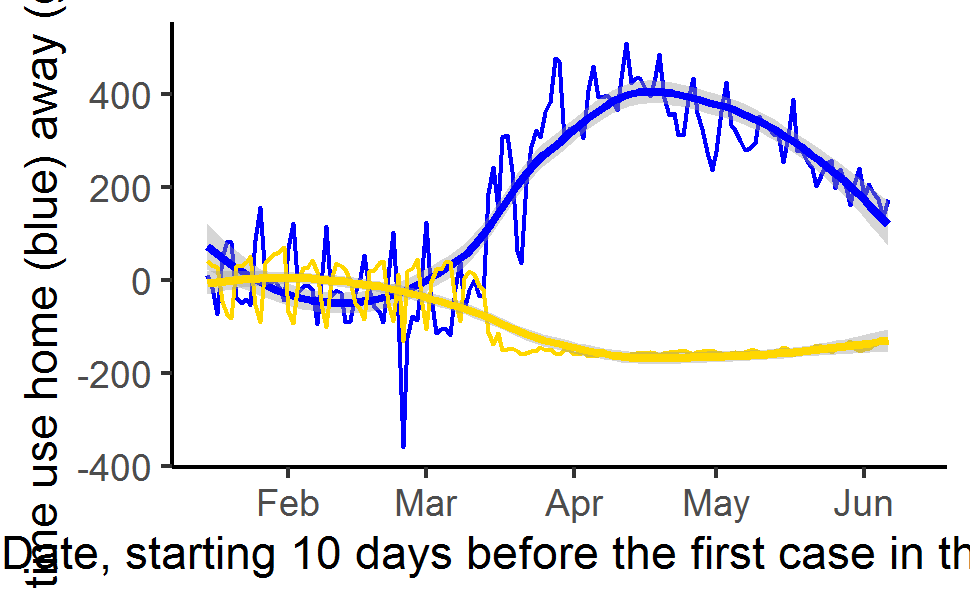 time use home (blue) away (
400
200
0
-200
-400
Feb Mar Apr May Jun
Date, starting 10 days before the first case in th